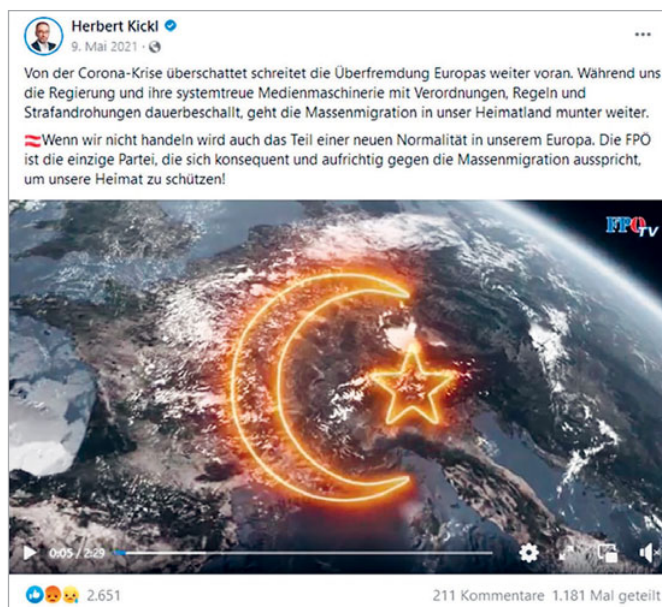 Herbert Kickl
9. Mai 2021 ·
Von der Corona-Krise überschattet schreitet die Überfremdung Europas weiter voran. Während uns
die Regierung und ihre systemtreue Medienmaschinerie mit Verordnungen, Regeln und
Strafandrohungen dauerbeschallt, geht die Massenmigration in unser Heimatland munter weiter.
Wenn wir nicht handeln wird auch das Teil einer neuen Normalität in unserem Europa. Die FPÖ
ist die einzige Partei, die sich konsequent und aufrichtig gegen die Massenmigration ausspricht,
um unsere Heimat zu schützen!
FPÖ TV
0:05 / 2:29
2.651
211 Kommentare 1.181 Mal geteilt